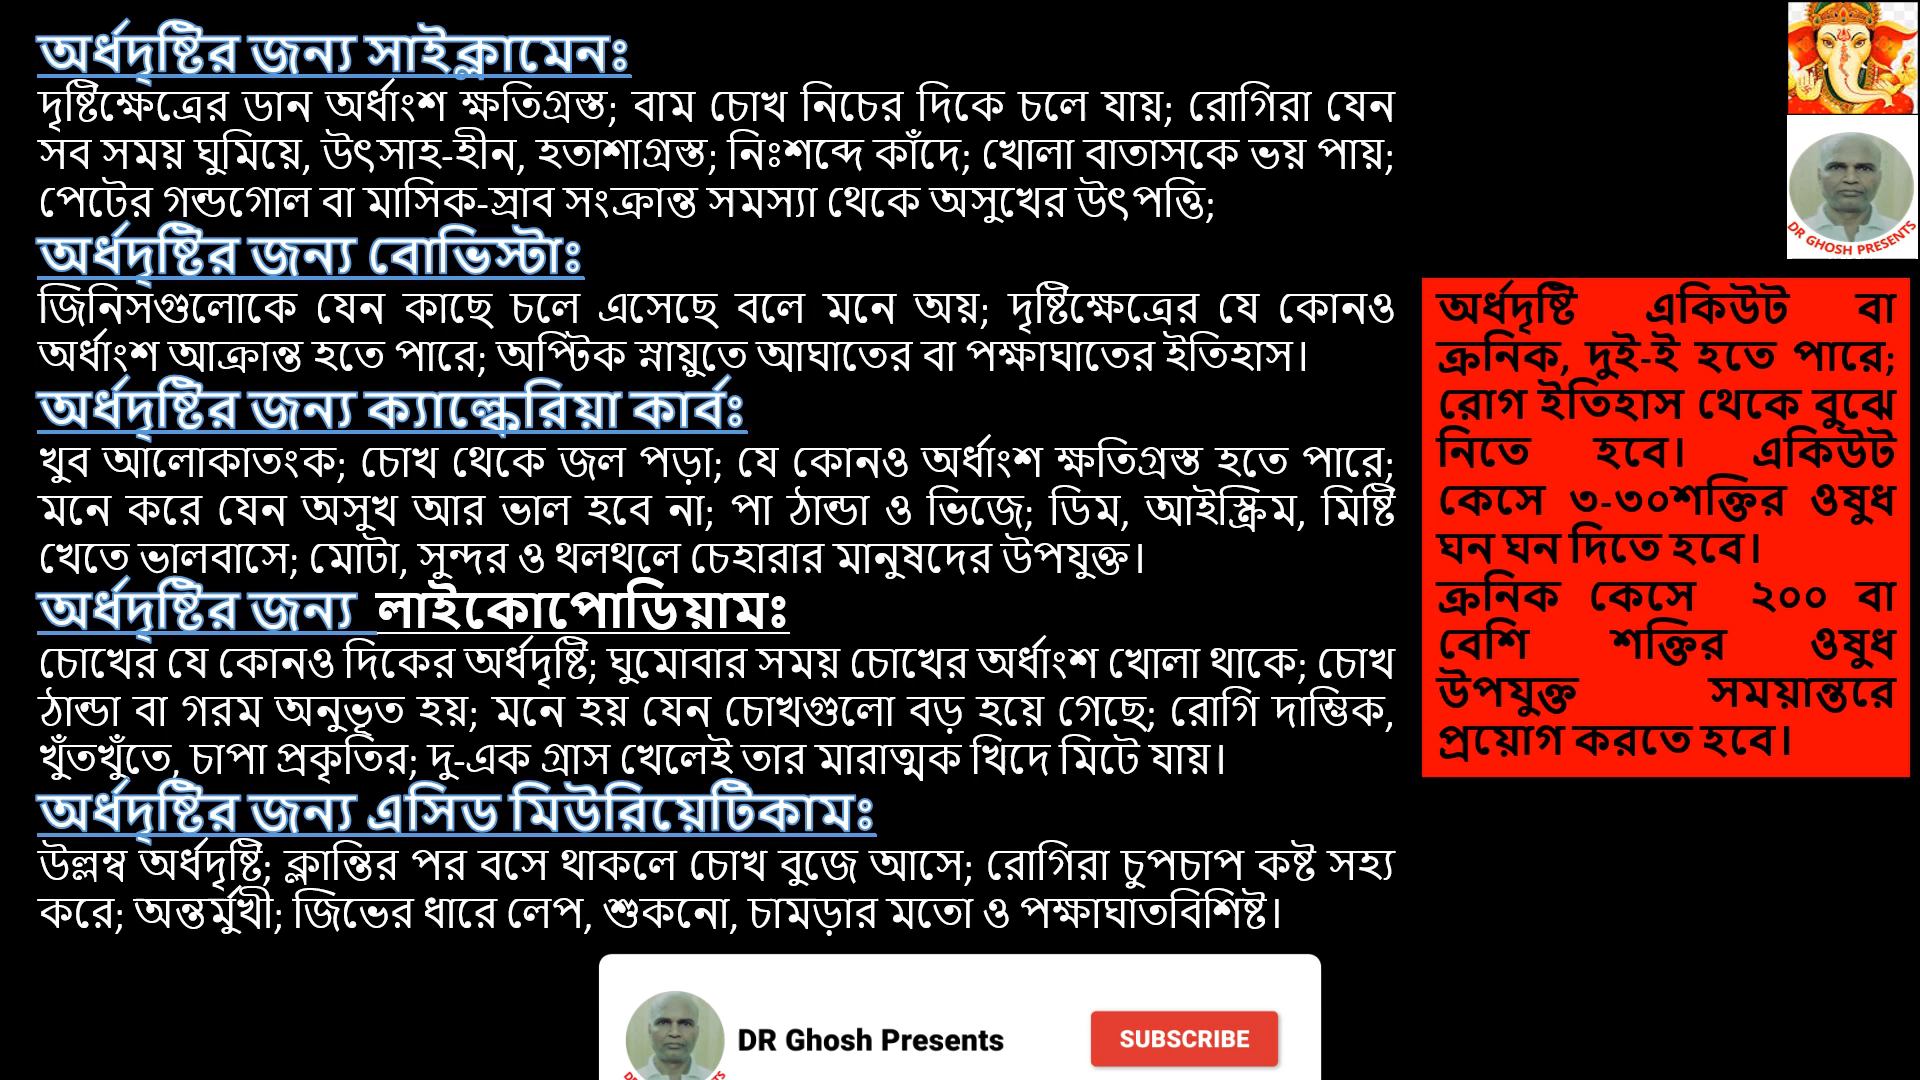 অর্ধদৃষ্টির জন্য সাইক্লামেনঃ
দৃষ্টিক্ষেত্রের ডান অর্ধাংশ ক্ষতিগ্রস্ত; বাম চোখ নিচের দিকে চলে যায়; রোগিরা যেন
সব সময় ঘুমিয়ে, উৎসাহ-হীন, হতাশাগ্রস্ত; নিঃশব্দে কাঁদে; খোলা বাতাসকে ভয় পায়;
পেটের গন্ডগোল বা মাসিক-স্রাব সংক্রান্ত সমস্যা থেকে অসুখের উৎপত্তি;
অর্ধদৃষ্টির জন্য বোভিস্টাঃ
জিনিসগুলোকে যেন কাছে চলে এসেছে বলে মনে অয়; দৃষ্টিক্ষেত্রের যে কোনও
অর্ধাংশ আক্রান্ত হতে পারে; অপ্টিক স্নায়ুতে আঘাতের বা পক্ষাঘাতের ইতিহাস।
অর্ধদৃষ্টির জন্য ক্যাল্কেরিয়া কার্বঃ
খুব আলোকাতংক; চোখ থেকে জল পড়া; যে কোনও অর্ধাংশ ক্ষতিগ্রস্ত হতে পারে;
মনে করে যেন অসুখ আর ভাল হবে না; পা ঠান্ডা ও ভিজে; ডিম, আইস্ক্রিম, মিষ্টি
খেতে ভালবাসে; মোটা, সুন্দর ও থলথলে চেহারার মানুষদের উপযুক্ত।
অর্ধদৃষ্টির জন্য লাইকোপোডিয়ামঃ
চোখের যে কোনও দিকের অর্ধদৃষ্টি; ঘুমোবার সময় চোখের অর্ধাংশ খোলা থাকে; চোখ
ঠান্ডা বা গরম অনুভূত হয়; মনে হয় যেন চোখগুলো বড় হয়ে গেছে; রোগি দাম্ভিক,
খুঁতখুঁতে, চাপা প্রকৃতির; দু-এক গ্রাস খেলেই তার মারাত্মক খিদে মিটে যায়।
অর্ধদৃষ্টির জন্য এসিড মিউরিয়েটিকামঃ
উল্লম্ব অর্ধদৃষ্টি; ক্লান্তির পর বসে থাকলে চোখ বুজে আসে; রোগিরা চুপচাপ কষ্ট সহ্য
করে; অন্তর্মুখী; জিভের ধারে লেপ, শুকনো, চামড়ার মতো ও পক্ষাঘাতবিশিষ্ট।
DR GHOSH PRESENTS
অর্ধদৃষ্টি একিউট বা
ক্রনিক, দুই-ই হতে পারে;
রোগ ইতিহাস থেকে বুঝে
নিতে হবে। একিউট
কেসে ৩-৩০শক্তির ওষুধ
ঘন ঘন দিতে হবে।
ক্রনিক কেসে ২০০ বা
বেশি শক্তির ওষুধ
উপযুক্ত সময়ান্তরে
প্রয়োগ করতে হবে।
DR Ghosh Presents
SUBSCRIBE